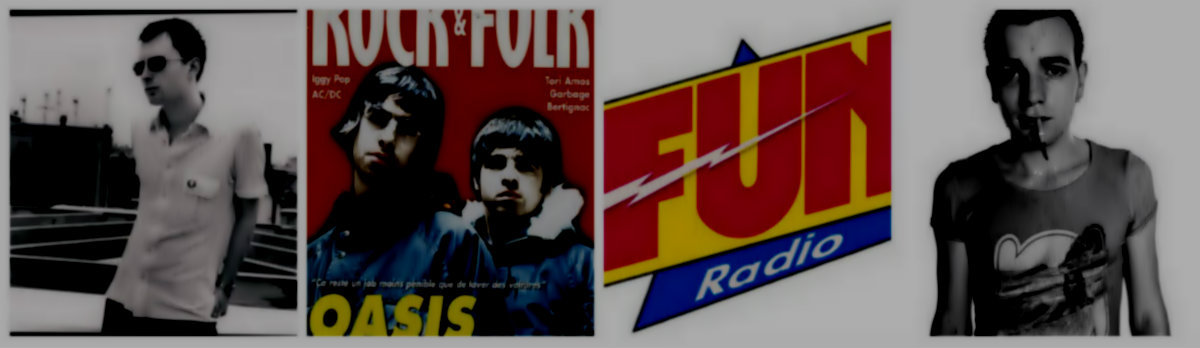 ROCK & FOLK
Iggy Pop
AC/DC
Tori Amos
Garbage
Bertignac
"Ça reste un job moins pénible que de laver des voitures"
OASIS
FUN
Radio